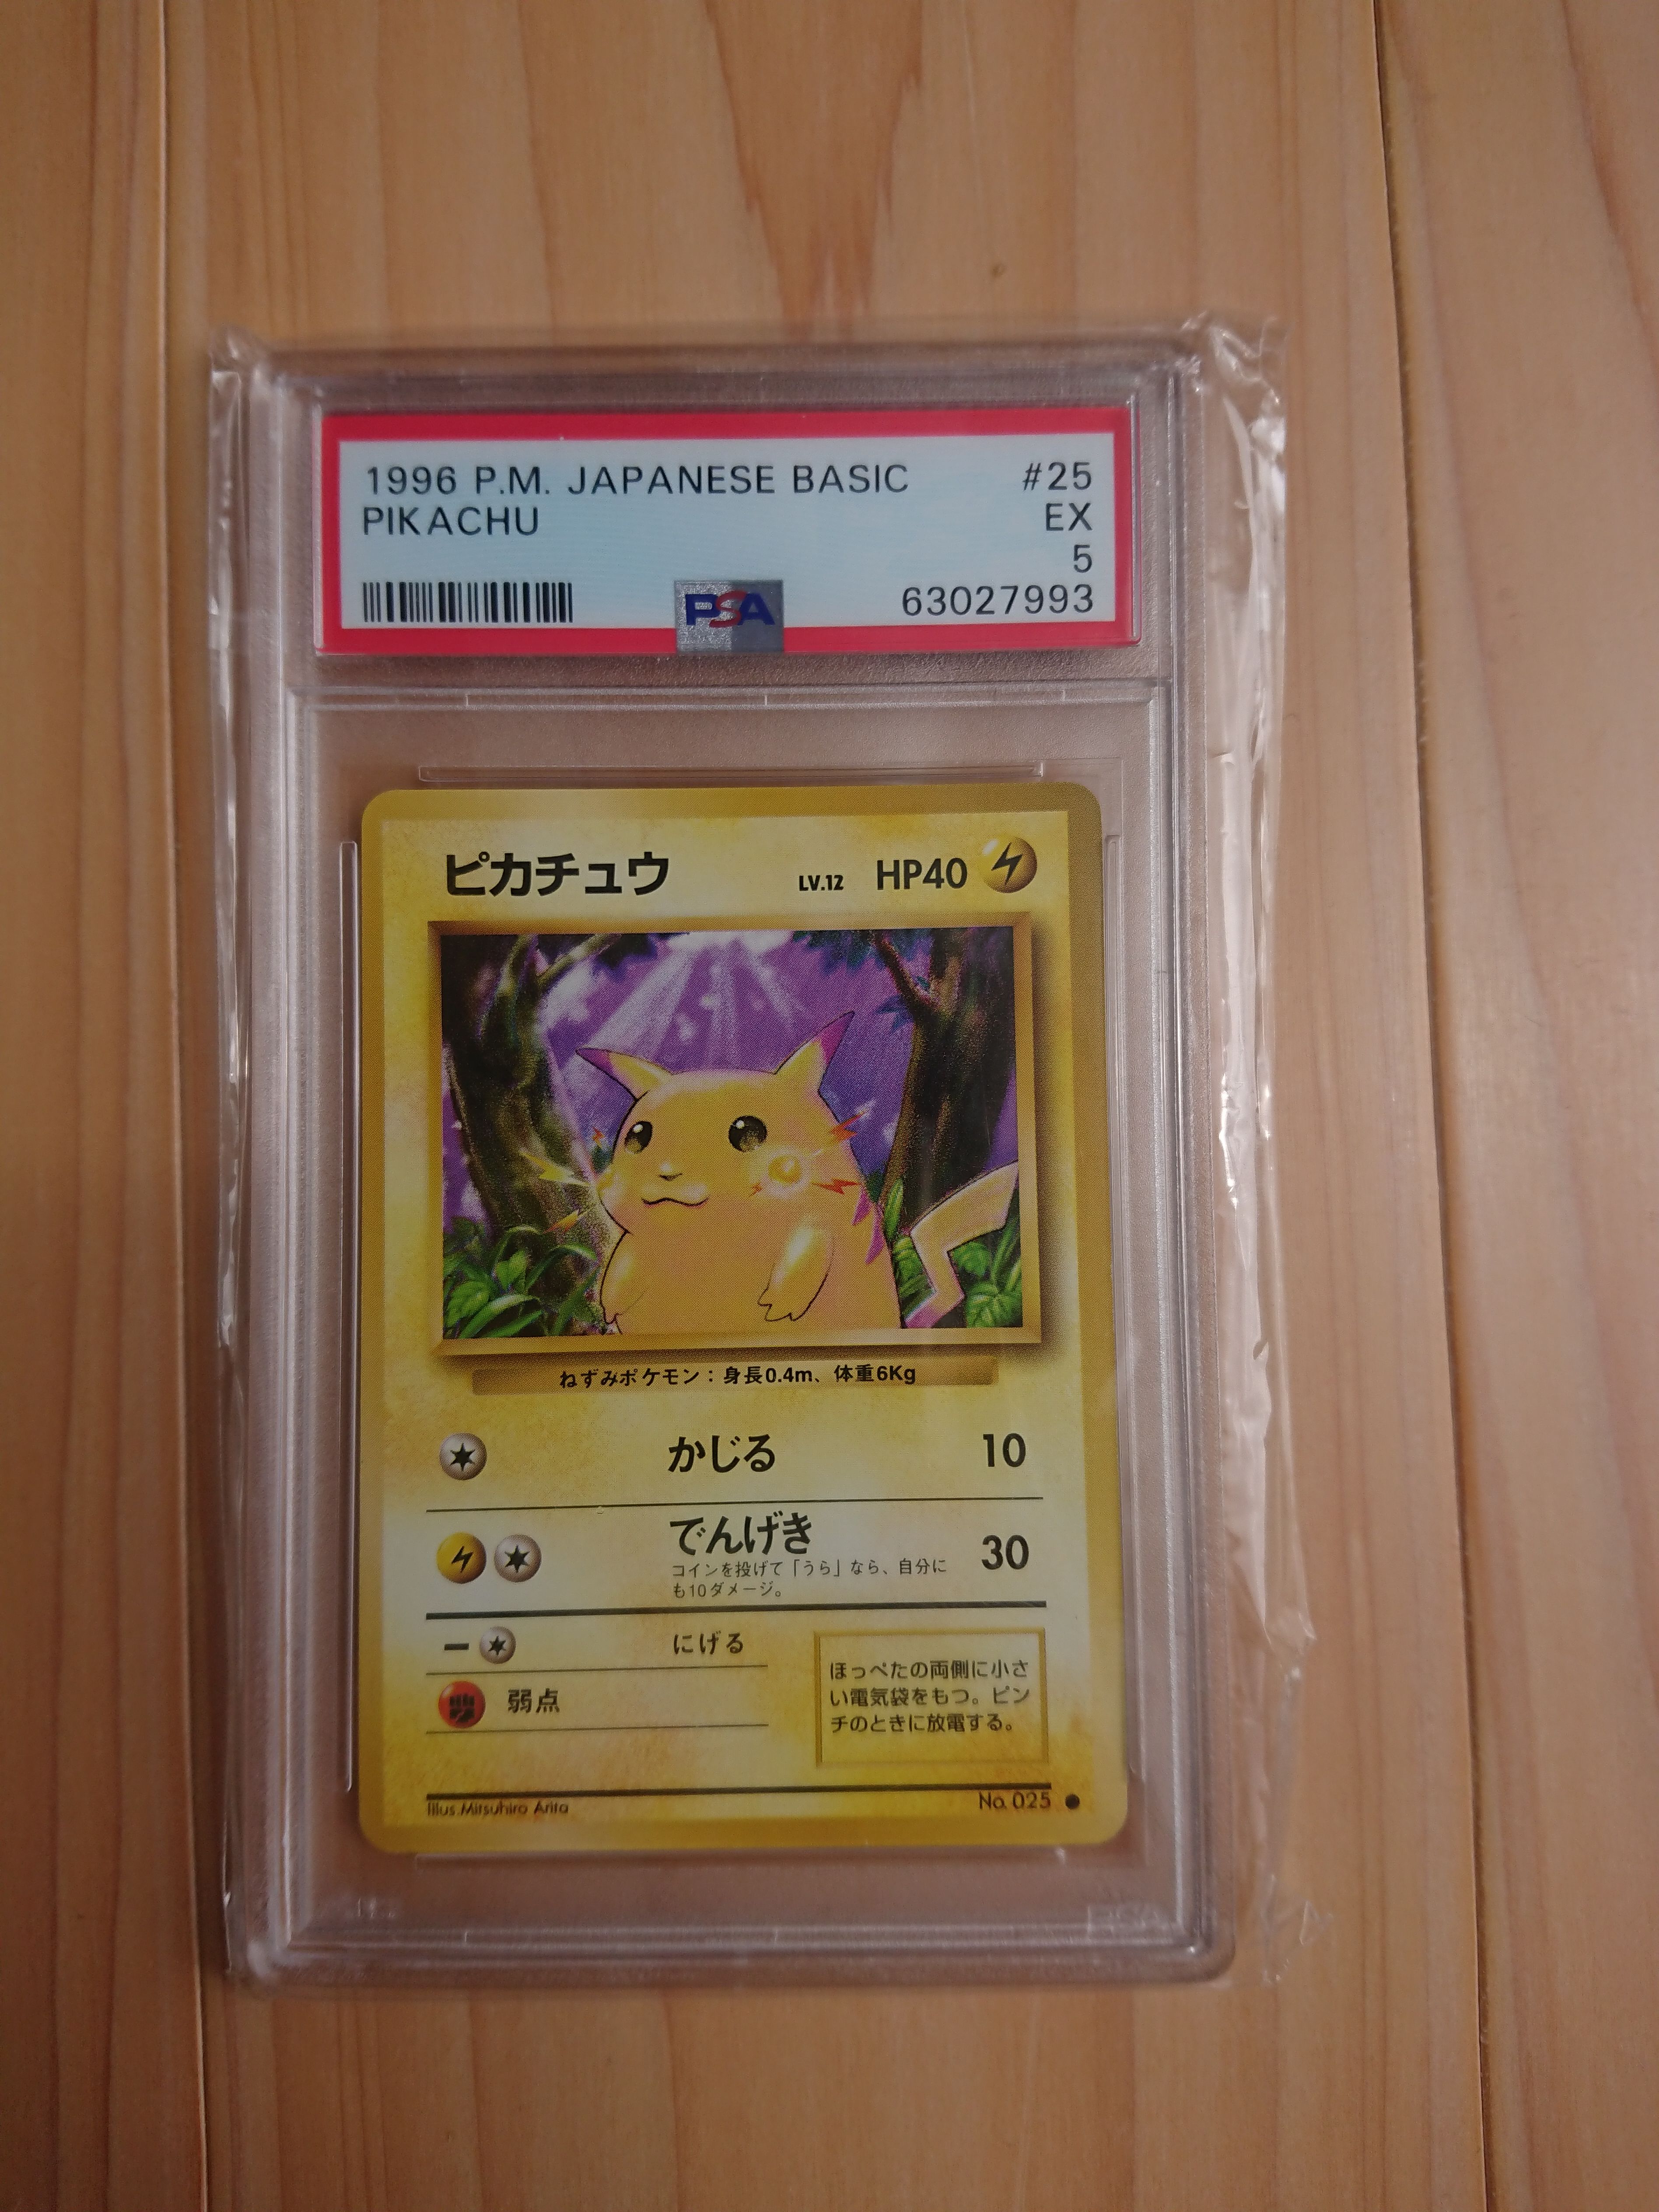 1996 P.M. JAPANESE BASIC #25
PIKACHU EX
5
PSA 63027993
ピカチュウ LV.12 HP40
ねずみポケモン：身長0.4m、体重6Kg
かじる 10
でんげき 30
コインを投げて「うら」なら、自分に
も10ダメージ。
にげる
弱点
ほっぺたの両側に小さ
い電気袋をもつ。ピン
チのときに放電する。
Illus.Mitsuhiro Arita No.025